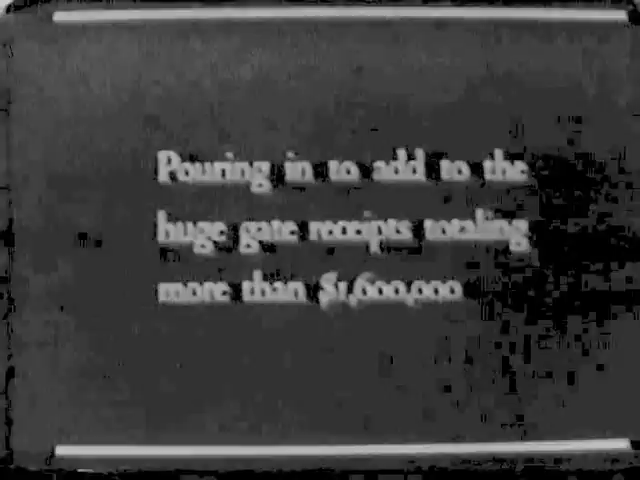 Pouring in to add to the
huge gate receipts totaling
more than $1,600,000